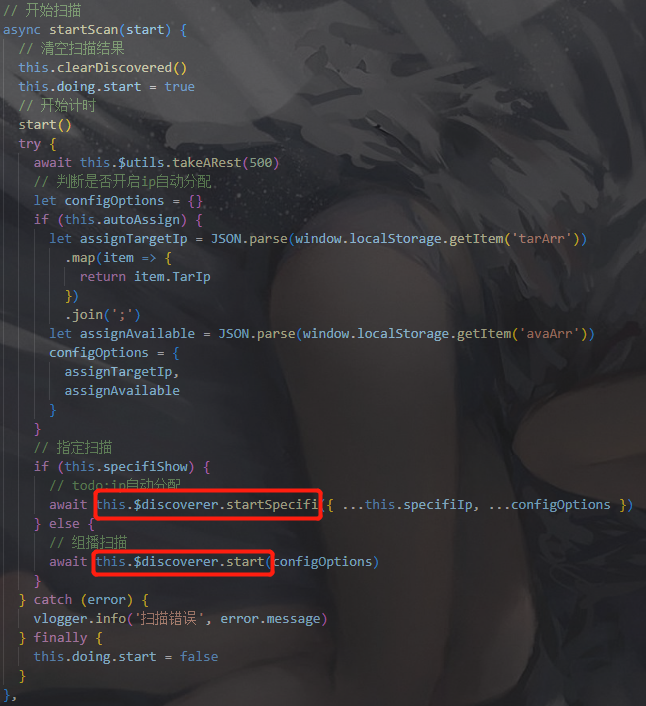 // 开始扫描
async startScan(start) {
// 清空扫描结果
this.clearDiscovered()
this.doing.start = true
// 开始计时
start()
try {
await this.$utils.takeARest(500)
// 判断是否开启ip自动分配
let configOptions = {}
if (this.autoAssign) {
let assignTargetIp = JSON.parse(window.localStorage.getItem('tarArr'))
.map(item => {
return item.TarIp
})
.join(';')
let assignAvailable = JSON.parse(window.localStorage.getItem('avaArr'))
configOptions = {
assignTargetIp,
assignAvailable
}
}
// 指定扫描
if (this.specifiShow) {
// todo:ip自动分配
await this.$discoverer.startSpecifi({ ...this.specifiIp, ...configOptions })
} else {
// 组播扫描
await this.$discoverer.start(configOptions)
}
} catch (error) {
vlogger.info('扫描错误', error.message)
} finally {
this.doing.start = false
}
},